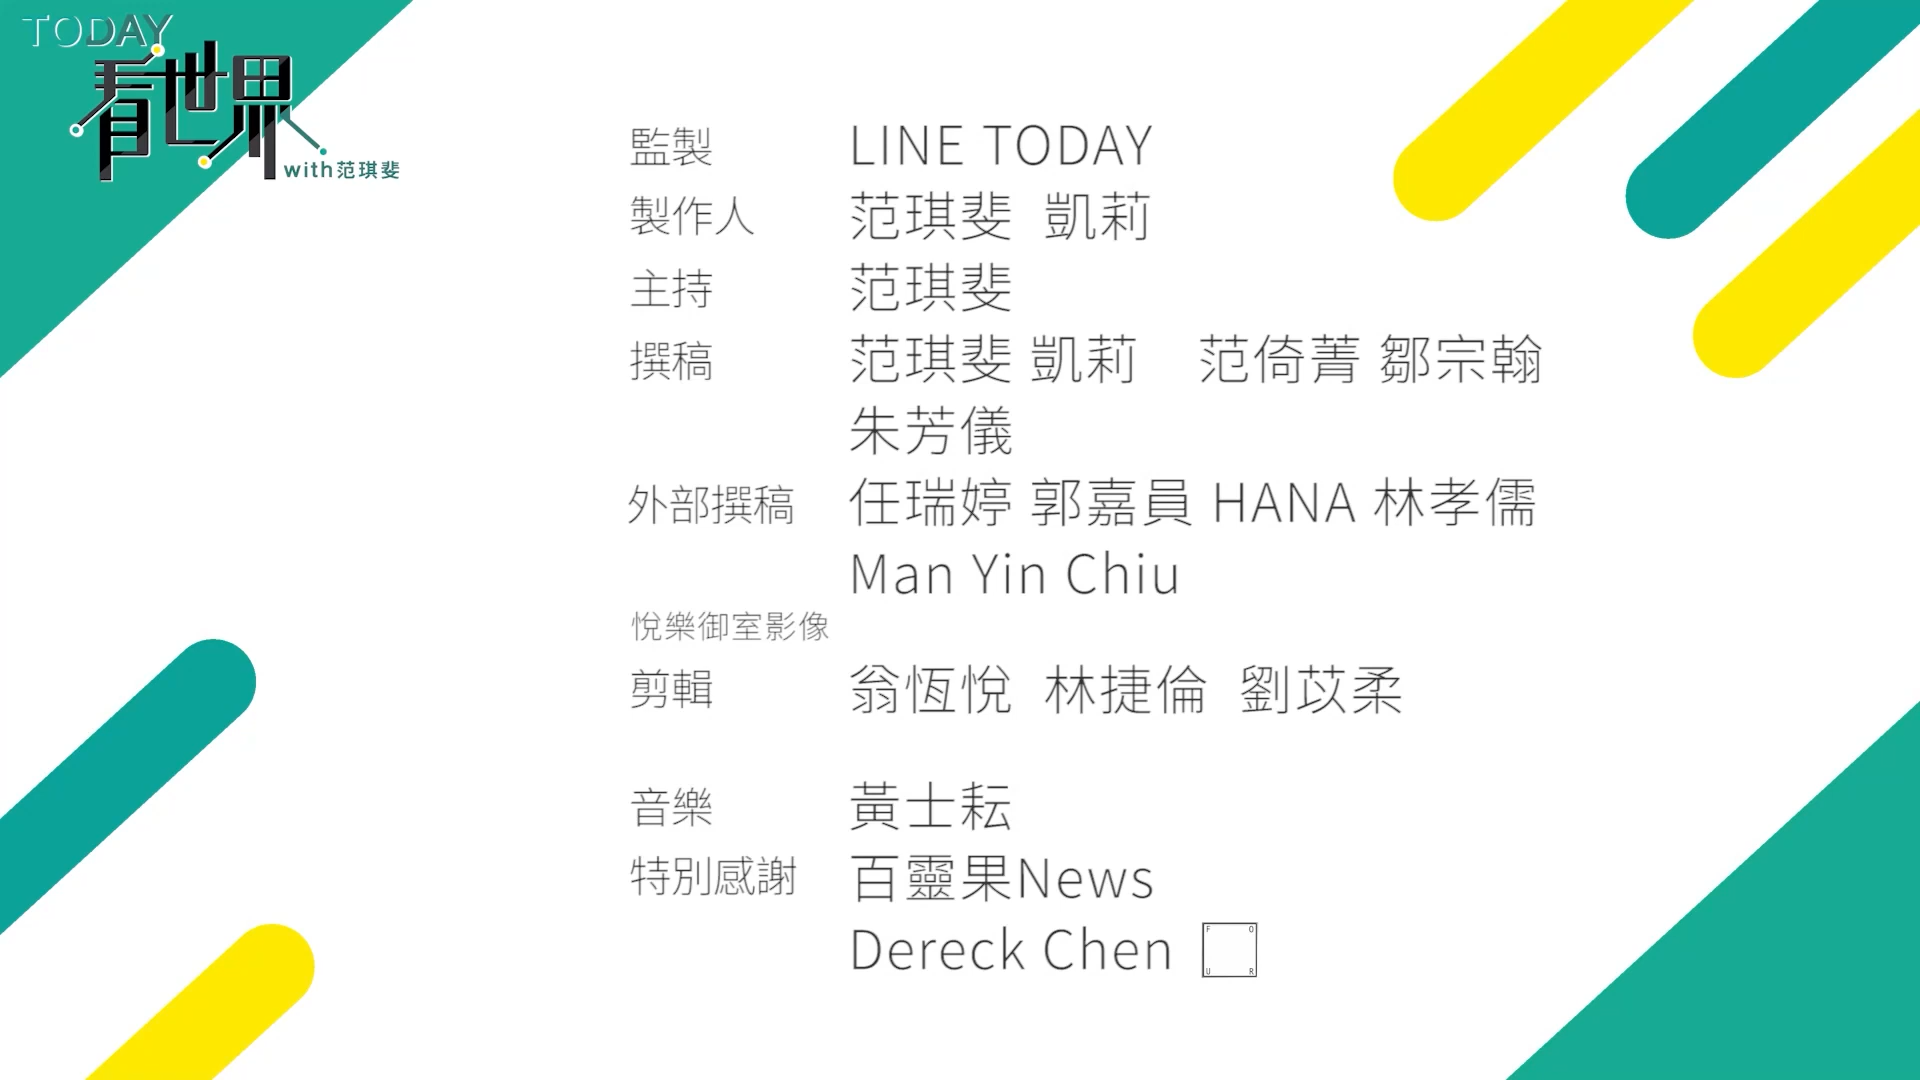 TODAY
看世界
with范琪斐
監製 LINE TODAY
製作人 范琪斐 凱莉
主持 范琪斐
撰稿 范琪斐 凱莉 范倚菁 鄒宗翰
朱芳儀
外部撰稿 任瑞婷 郭嘉員 HANA 林孝儒
Man Yin Chiu
悅樂御室影像
剪輯 翁恆悅 林捷倫 劉苡柔
音樂 黃士耘
特別感謝 百靈果News
Dereck Chen FOUR